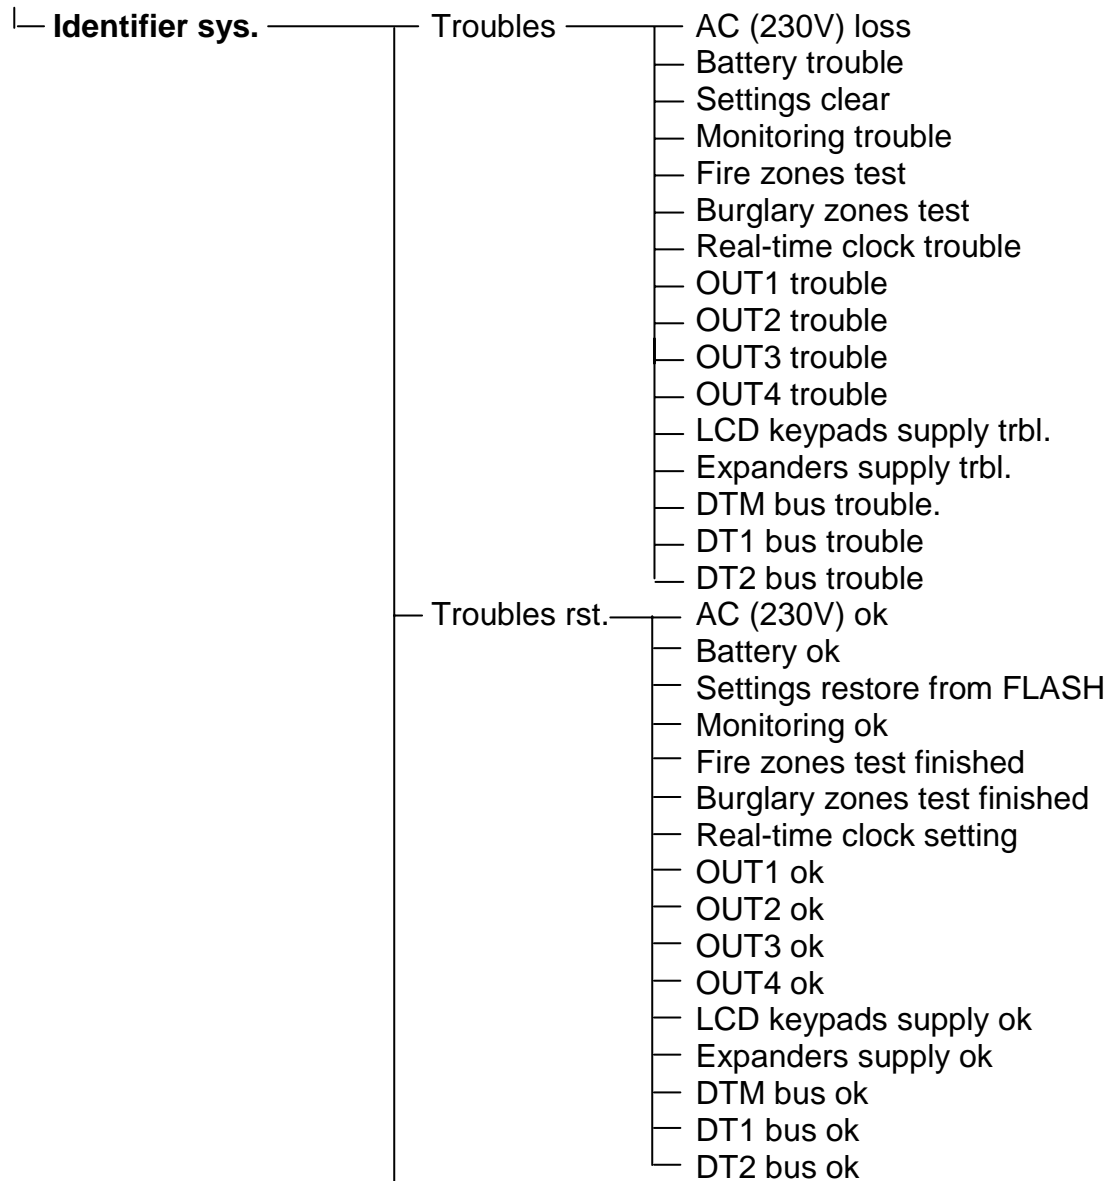 Identifier sys. Troubles AC (230V) loss
Battery trouble
Settings clear
Monitoring trouble
Fire zones test
Burglary zones test
Real-time clock trouble
OUT1 trouble
OUT2 trouble
OUT3 trouble
OUT4 trouble
LCD keypads supply trbl.
Expanders supply trbl.
DTM bus trouble.
DT1 bus trouble
DT2 bus trouble
Troubles rst. AC (230V) ok
Battery ok
Settings restore from FLASH
Monitoring ok
Fire zones test finished
Burglary zones test finished
Real-time clock setting
OUT1 ok
OUT2 ok
OUT3 ok
OUT4 ok
LCD keypads supply ok
Expanders supply ok
DTM bus ok
DT1 bus ok
DT2 bus ok